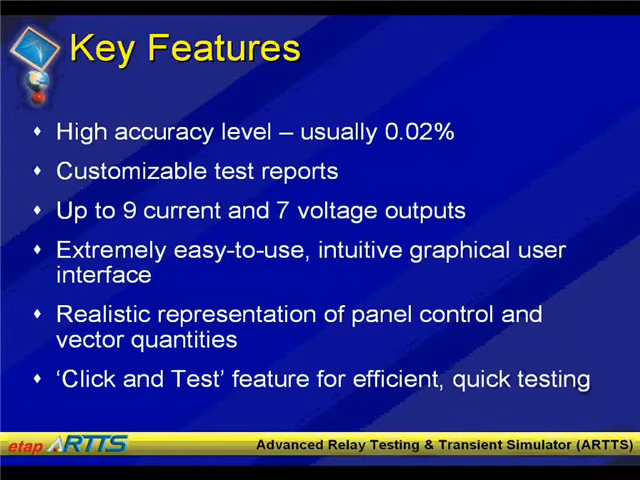 Key Features
High accuracy level – usually 0.02%
Customizable test reports
Up to 9 current and 7 voltage outputs
Extremely easy-to-use, intuitive graphical user
interface
Realistic representation of panel control and
vector quantities
‘Click and Test’ feature for efficient, quick testing
etap ARTTS
Advanced Relay Testing & Transient Simulator (ARTTS)